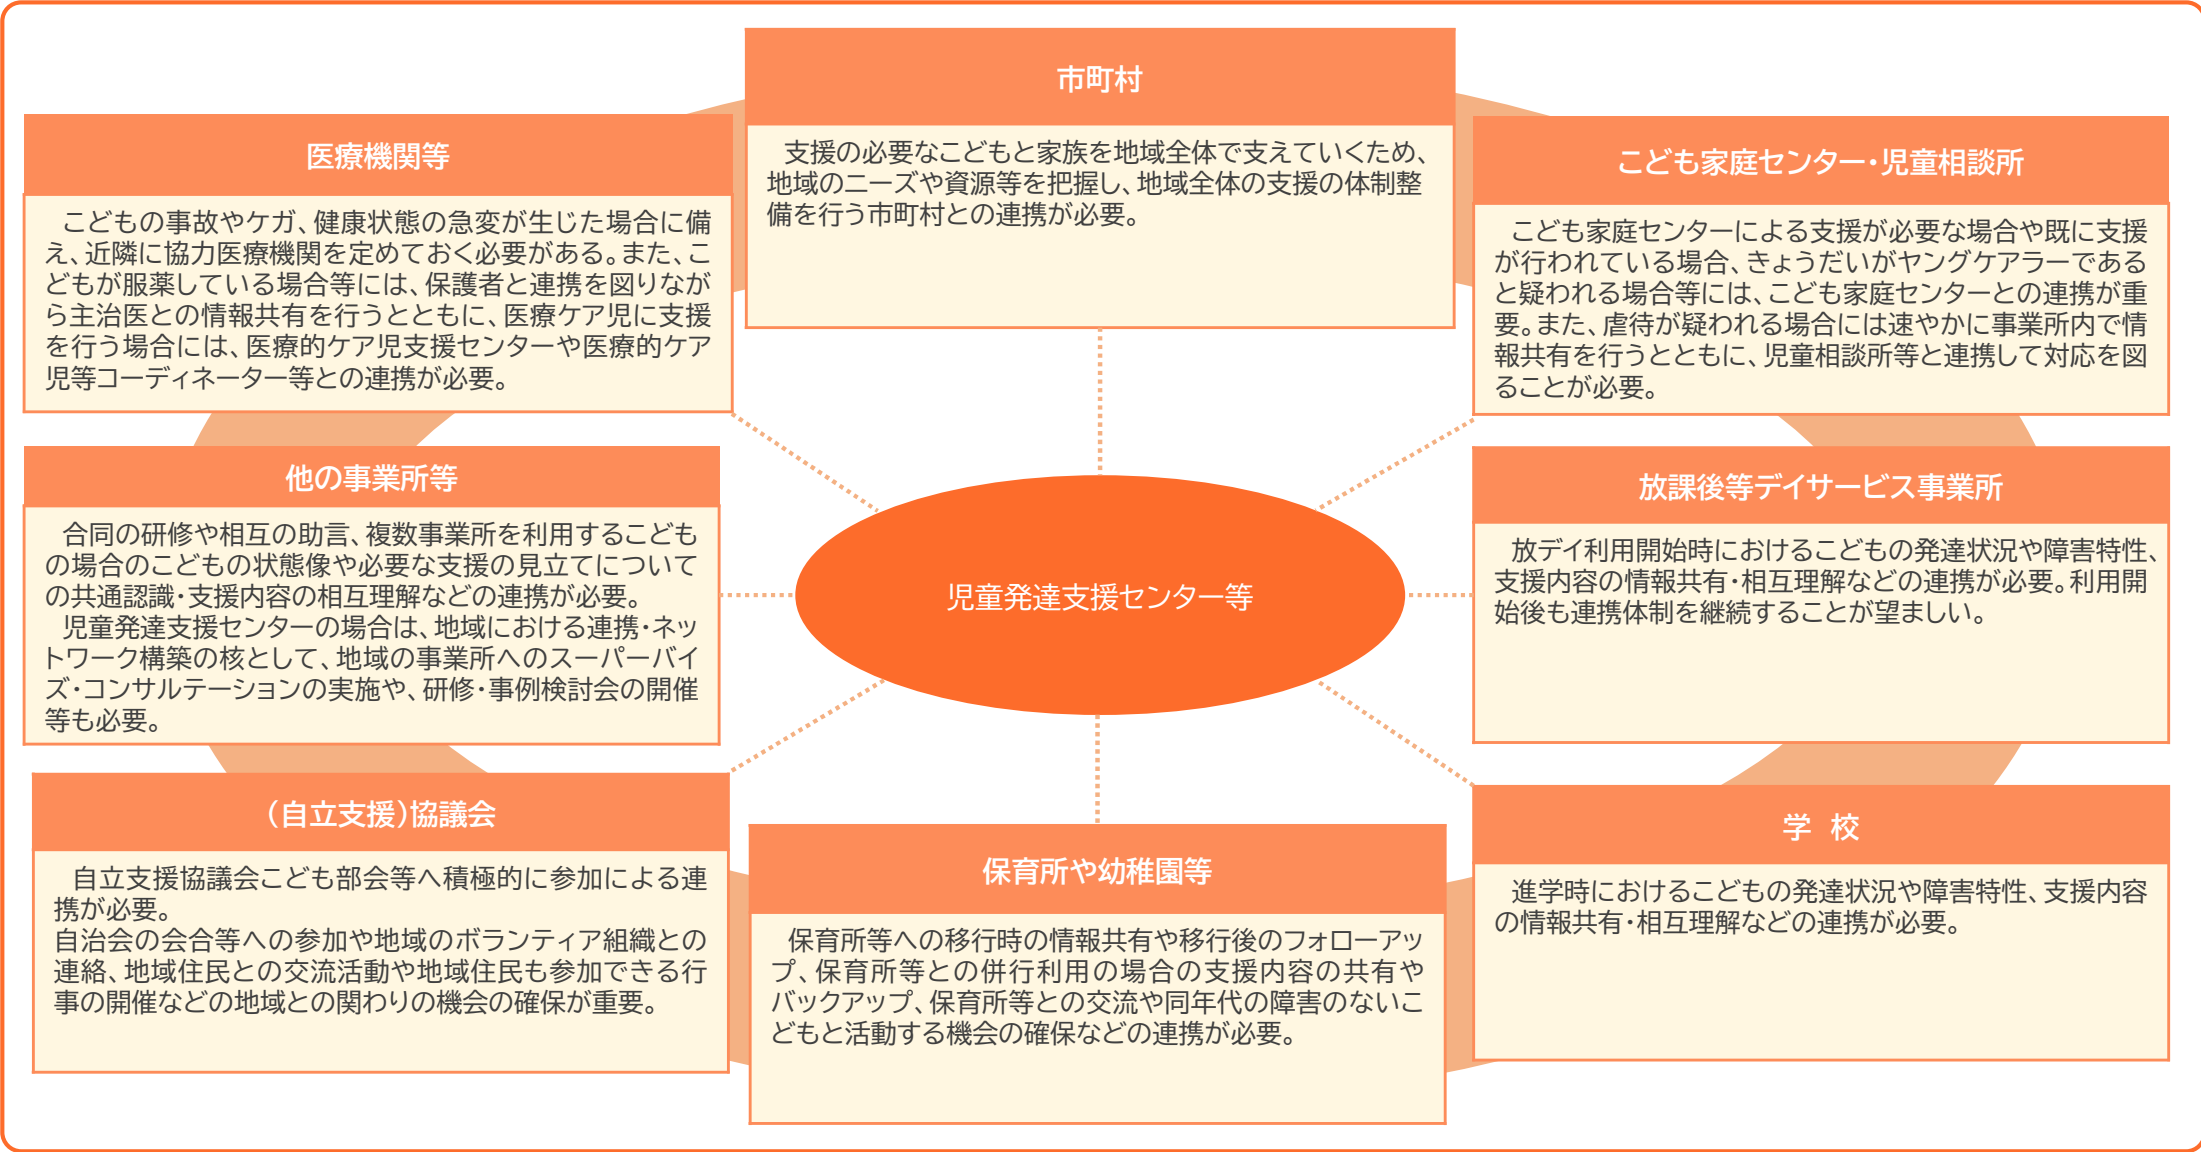 市町村
支援の必要なこどもと家族を地域全体で支えていくため、
地域のニーズや資源等を把握し、地域全体の支援の体制整
備を行う市町村との連携が必要。
医療機関等
こどもの事故やケガ、健康状態の急変が生じた場合に備
え、近隣に協力医療機関を定めておく必要がある。また、こ
どもが服薬している場合等には、保護者と連携を図りなが
ら主治医との情報共有を行うとともに、医療ケア児に支援
を行う場合には、医療的ケア児支援センターや医療的ケア
児等コーディネーター等との連携が必要。
こども家庭センター・児童相談所
こども家庭センターによる支援が必要な場合や既に支援
が行われている場合、きょうだいがヤングケアラーである
と疑われる場合等には、こども家庭センターとの連携が重
要。また、虐待が疑われる場合には速やかに事業所内で情
報共有を行うとともに、児童相談所等と連携して対応を図
ることが必要。
他の事業所等
合同の研修や相互の助言、複数事業所を利用するこども
の場合のこどもの状態像や必要な支援の見立てについて
の共通認識・支援内容の相互理解などの連携が必要。
児童発達支援センターの場合は、地域における連携・ネッ
トワーク構築の核として、地域の事業所へのスーパーバイ
ズ・コンサルテーションの実施や、研修・事例検討会の開催
等も必要。
児童発達支援センター等
放課後等デイサービス事業所
放デイ利用開始時におけるこどもの発達状況や障害特性、
支援内容の情報共有・相互理解などの連携が必要。利用開
始後も連携体制を継続することが望ましい。
（自立支援）協議会
自立支援協議会こども部会等へ積極的に参加による連
携が必要。
自治会の会合等への参加や地域のボランティア組織との
連絡、地域住民との交流活動や地域住民も参加できる行
事の開催などの地域との関わりの機会の確保が重要。
保育所や幼稚園等
保育所等への移行時の情報共有や移行後のフォローアッ
プ、保育所等との併行利用の場合の支援内容の共有や
バックアップ、保育所等との交流や同年代の障害のないこ
どもと活動する機会の確保などの連携が必要。
学 校
進学時におけるこどもの発達状況や障害特性、支援内容
の情報共有・相互理解などの連携が必要。